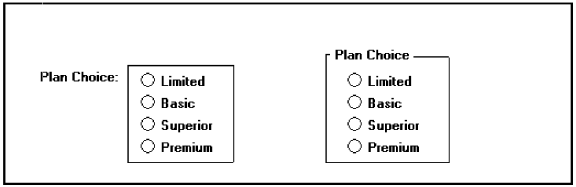 Plan Choice:
Limited
Basic
Superior
Premium
Plan Choice
Limited
Basic
Superior
Premium